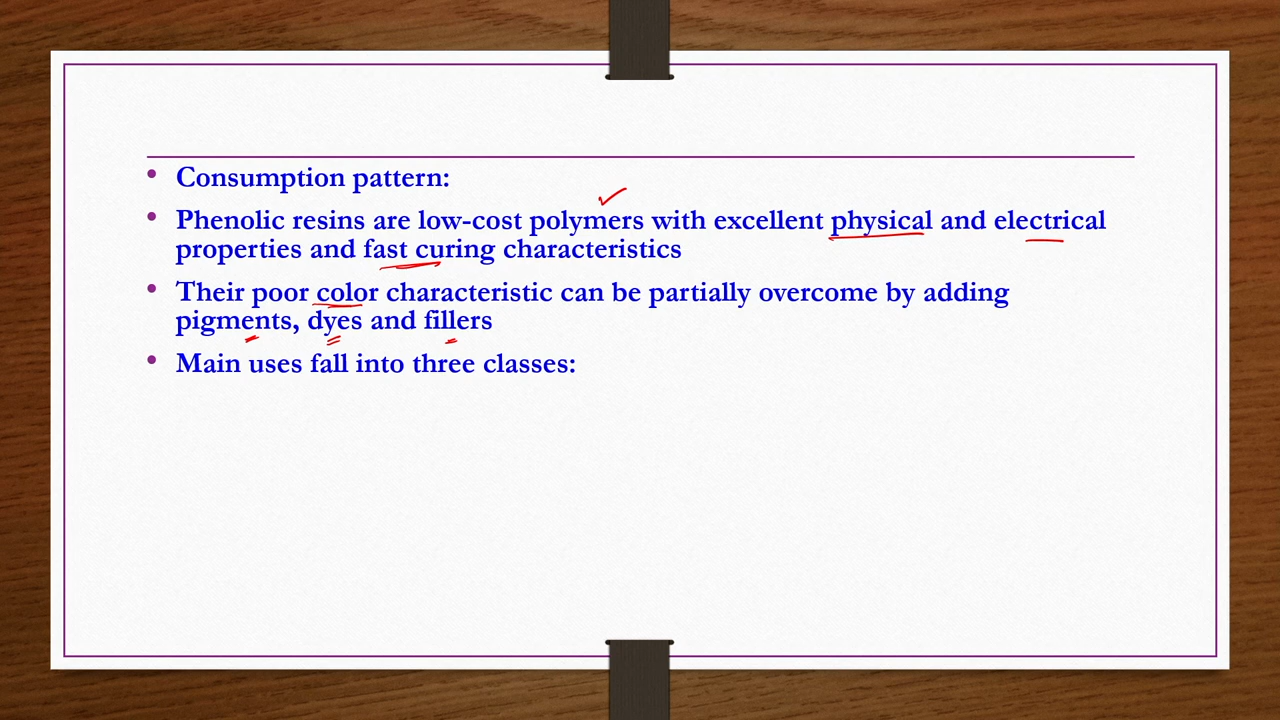 Consumption pattern:
Phenolic resins are low-cost polymers with excellent physical and electrical
properties and fast curing characteristics
Their poor color characteristic can be partially overcome by adding
pigments, dyes and fillers
Main uses fall into three classes: